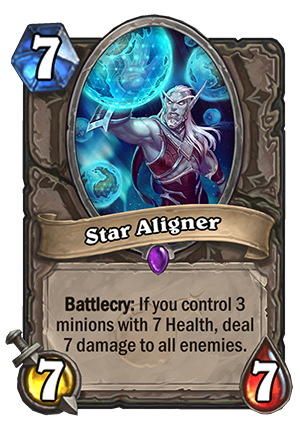 7
Star Aligner
Battlecry: If you control 3
minions with 7 Health, deal
7 damage to all enemies.
7
7